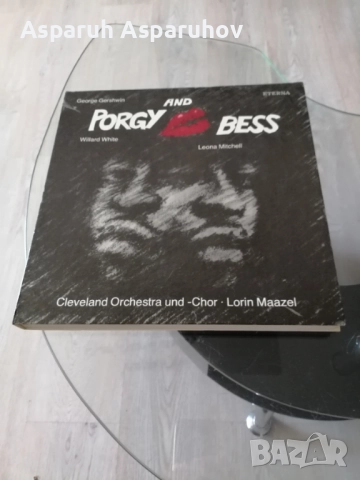 Asparuh Asparuhov
George Gershwin
ETERNA
AND
PORGY BESS
Willard White
Leona Mitchell
Cleveland Orchestra und -Chor · Lorin Maazel
BAZAR